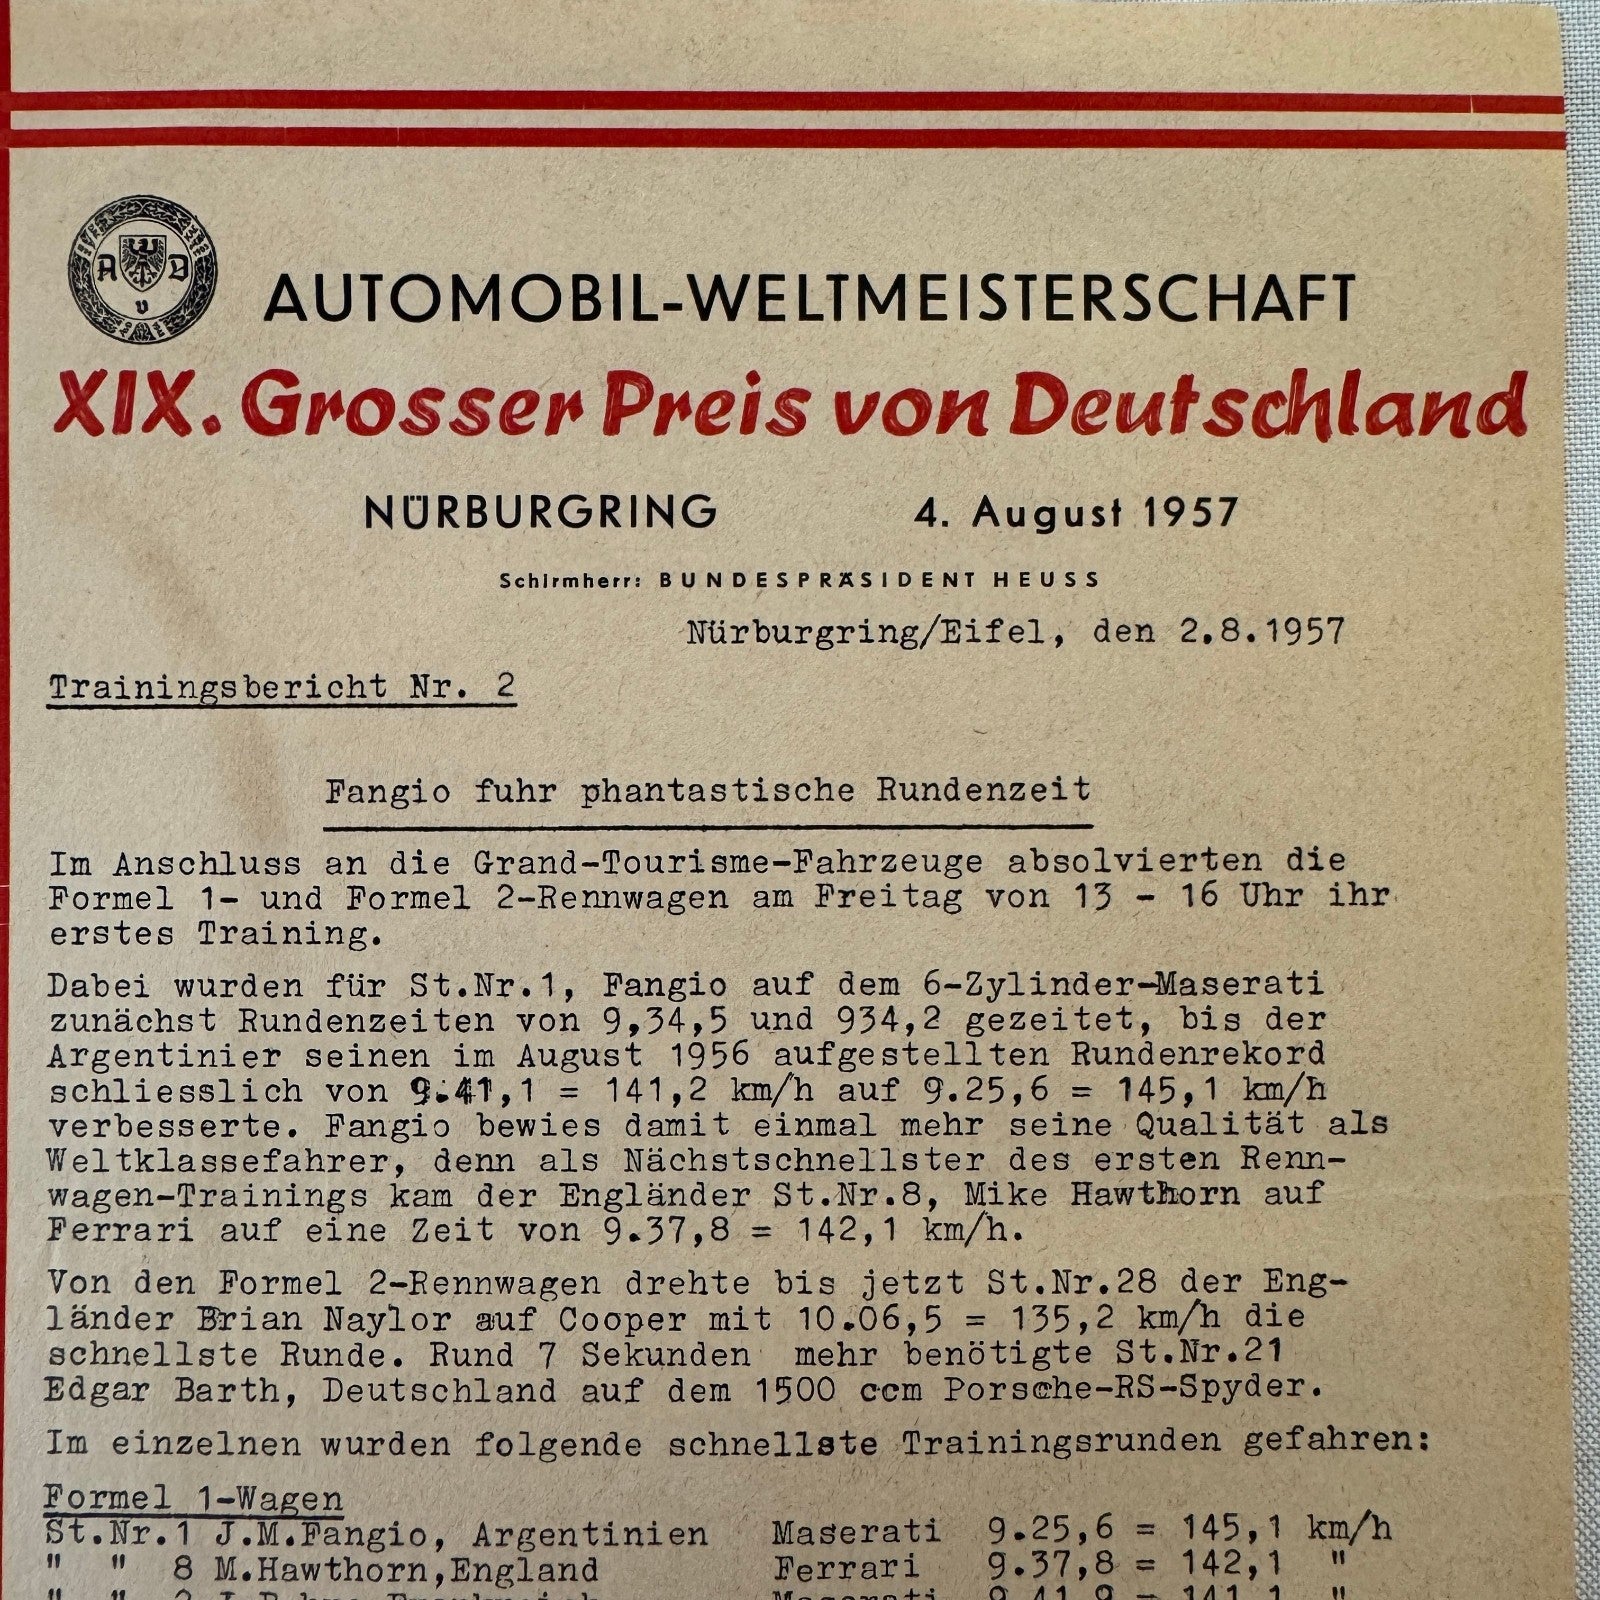 A D
v
AUTOMOBIL-WELTMEISTERSCHAFT
XIX. Grosser Preis von Deutschland
NÜRBURGRING 4. August 1957
Schirmherr: BUNDESPRÄSIDENT HEUSS
Nürburgring/Eifel, den 2.8.1957
Trainingsbericht Nr. 2
Fangio fuhr phantastische Rundenzeit
Im Anschluss an die Grand-Tourisme-Fahrzeuge absolvierten die
Formel 1- und Formel 2-Rennwagen am Freitag von 13 - 16 Uhr ihr
erstes Training.
Dabei wurden für St.Nr.1, Fangio auf dem 6-Zylinder-Maserati
zunächst Rundenzeiten von 9,34,5 und 934,2 gezeitet, bis der
Argentinier seinen im August 1956 aufgestellten Rundenrekord
schliesslich von 9.41,1 = 141,2 km/h auf 9.25,6 = 145,1 km/h
verbesserte. Fangio bewies damit einmal mehr seine Qualität als
Weltklassefahrer, denn als Nächstschnellster des ersten Renn-
wagen-Trainings kam der Engländer St.Nr.8, Mike Hawthorn auf
Ferrari auf eine Zeit von 9.37,8 = 142,1 km/h.
Von den Formel 2-Rennwagen drehte bis jetzt St.Nr.28 der Eng-
länder Brian Naylor auf Cooper mit 10.06,5 = 135,2 km/h die
schnellste Runde. Rund 7 Sekunden mehr benötigte St.Nr.21
Edgar Barth, Deutschland auf dem 1500 ccm Porsche-RS-Spyder.
Im einzelnen wurden folgende schnellste Trainingsrunden gefahren:
Formel 1-Wagen
St.Nr.1 J.M.Fangio, Argentinien Maserati 9.25,6 = 145,1 km/h
" " 8 M.Hawthorn,England Ferrari 9.37,8 = 142,1 "
" " Maserati 9.41,9 = 141,1 "